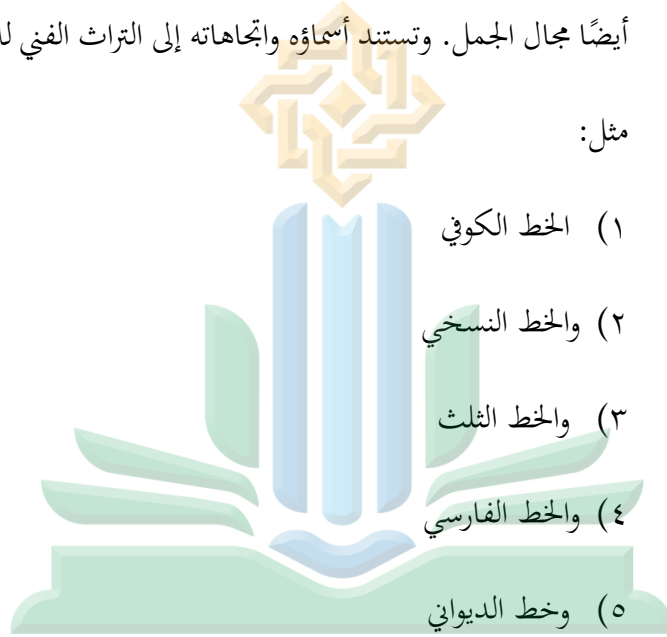 أيضًا مجال الجمل. وتستند أسماؤه واتجاهاته إلى التراث الفني
مثل:
١) الخط الكوفي
٢) والخط النسخي
٣) والخط الثلث
٤) والخط الفارسي
٥) وخط الديواني